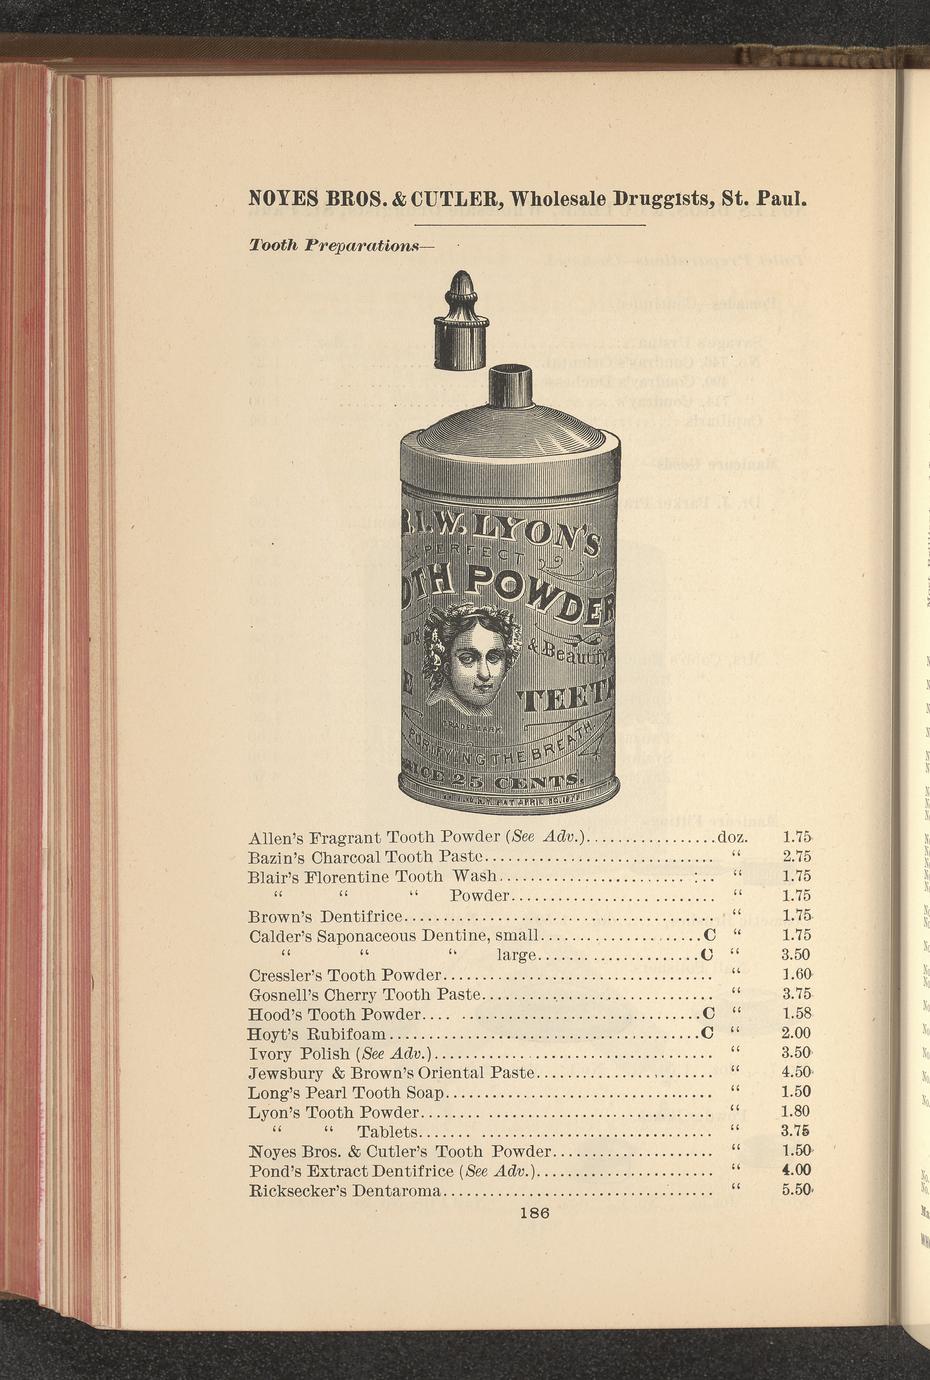 NOYES BROS. & CUTLER, Wholesale Druggists, St. Paul.
Tooth Preparations—
R. I. W. LYON'S
PERFECT
OTH POWDER
& Beautify
E TEETH
TRADE MARK
PURIFYING THE BREATH
RICE 25 CENTS.
Allen's Fragrant Tooth Powder (See Adv.)................doz. 1.75
Bazin's Charcoal Tooth Paste............................. “ 2.75
Blair's Florentine Tooth Wash........................ :.. “ 1.75
“ “ “ Powder......................... “ 1.75
Brown's Dentifrice....................................... “ 1.75
Calder's Saponaceous Dentine, small....................C “ 1.75
“ “ “ large....................C “ 3.50
Cressler's Tooth Powder.................................. “ 1.60
Gosnell's Cherry Tooth Paste............................. “ 3.75
Hood's Tooth Powder.... ..............................C “ 1.58
Hoyt's Rubifoam.......................................C “ 2.00
Ivory Polish (See Adv.)................................... “ 3.50
Jewsbury & Brown's Oriental Paste...................... “ 4.50
Long's Pearl Tooth Soap.................................. “ 1.50
Lyon's Tooth Powder........ ............................ “ 1.80
“ “ Tablets....... ............................. “ 3.75
Noyes Bros. & Cutler's Tooth Powder.................... “ 1.50
Pond's Extract Dentifrice (See Adv.)...................... “ 4.00
Ricksecker's Dentaroma.................................. “ 5.50
186